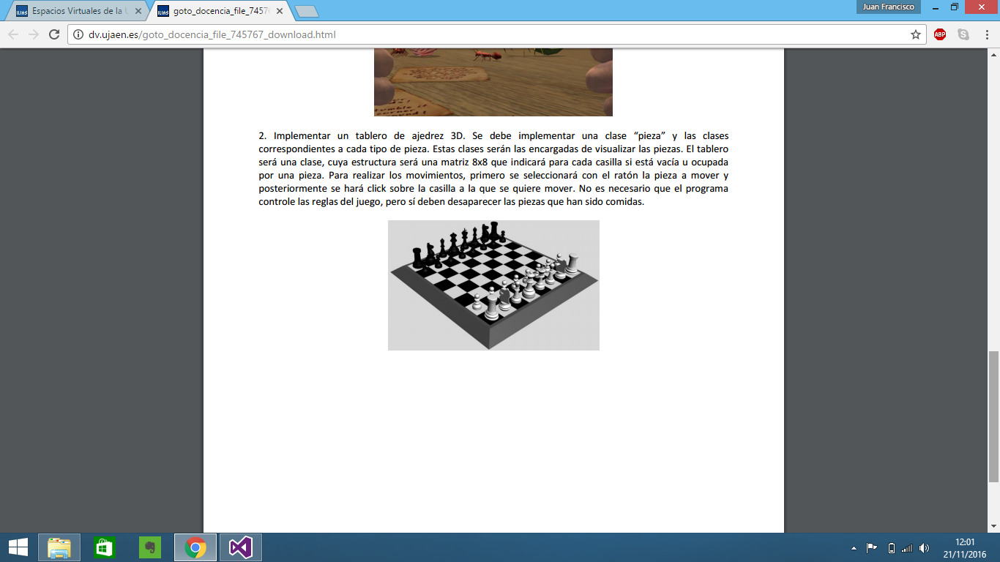 Juan Francisco
Espacios Virtuales de la U
goto_docencia_file_7457
dv.ujaen.es/goto_docencia_file_745767_download.html
ABP
2. Implementar un tablero de ajedrez 3D. Se debe implementar una clase “pieza” y las clases
correspondientes a cada tipo de pieza. Estas clases serán las encargadas de visualizar las piezas. El tablero
será una clase, cuya estructura será una matriz 8x8 que indicará para cada casilla si está vacía u ocupada
por una pieza. Para realizar los movimientos, primero se seleccionará con el ratón la pieza a mover y
posteriormente se hará click sobre la casilla a la que se quiere mover. No es necesario que el programa
controle las reglas del juego, pero sí deben desaparecer las piezas que han sido comidas.
12:01
21/11/2016